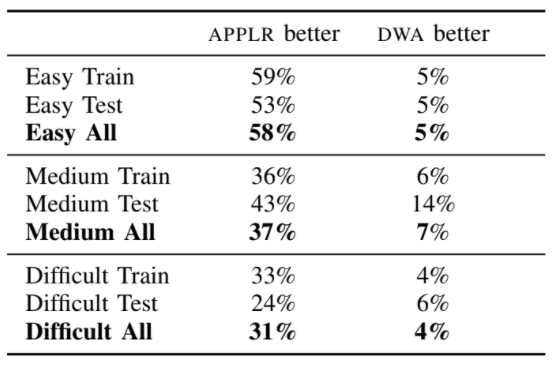 APPLR better DWA better
Easy Train 59% 5%
Easy Test 53% 5%
Easy All 58% 5%
Medium Train 36% 6%
Medium Test 43% 14%
Medium All 37% 7%
Difficult Train 33% 4%
Difficult Test 24% 6%
Difficult All 31% 4%